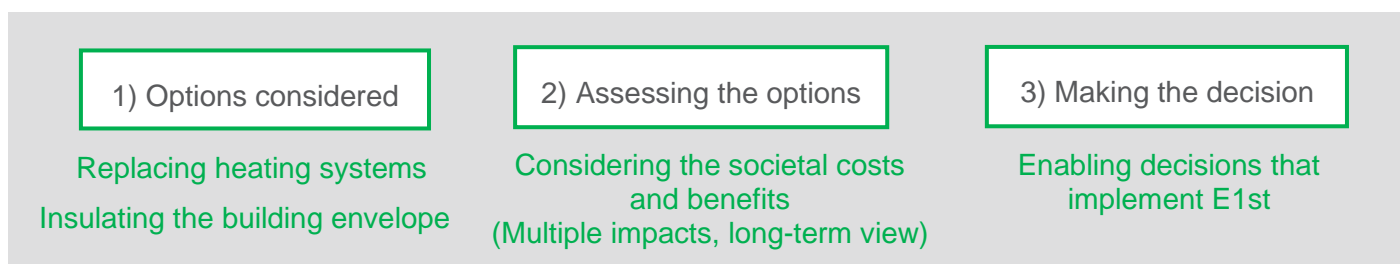 1) Options considered
Replacing heating systems
Insulating the building envelope
2) Assessing the options
Considering the societal costs
and benefits
(Multiple impacts, long-term view)
3) Making the decision
Enabling decisions that
implement E1st